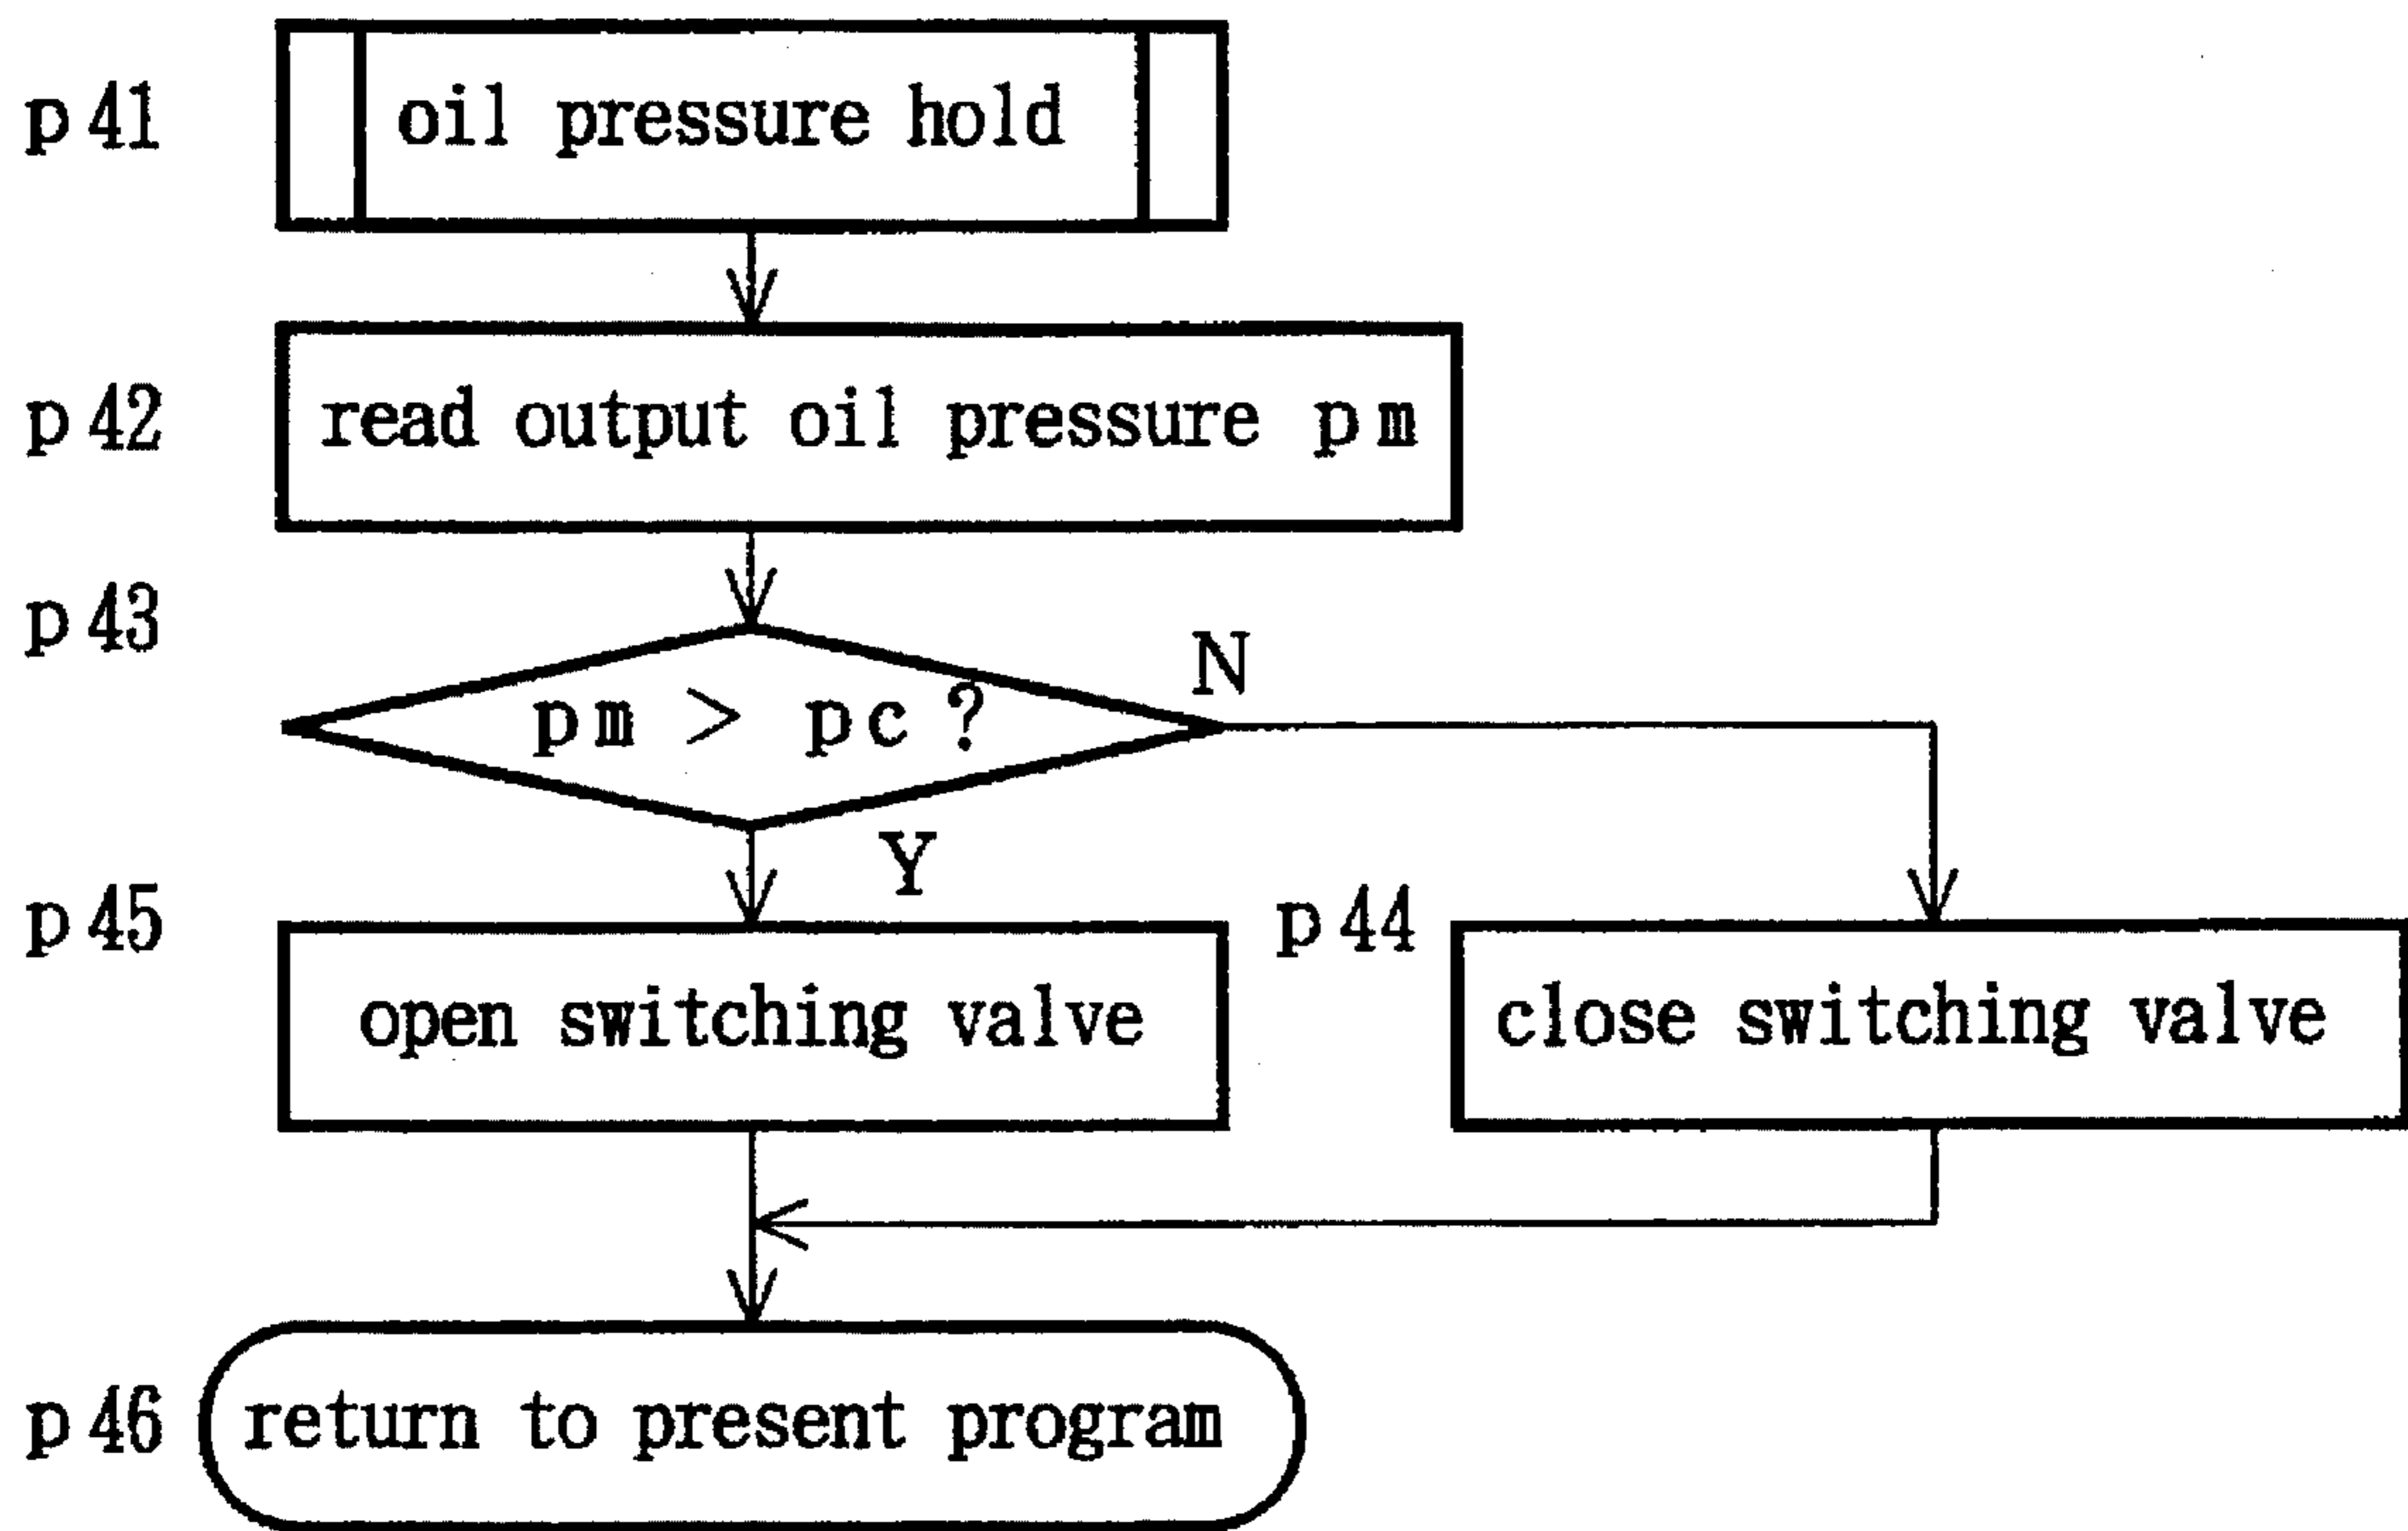 p41 oil pressure hold
p42 read output oil pressure pm
p43
N
pm > pc ?
Y
p45 p44
open switching valve close switching valve
p46 return to present program